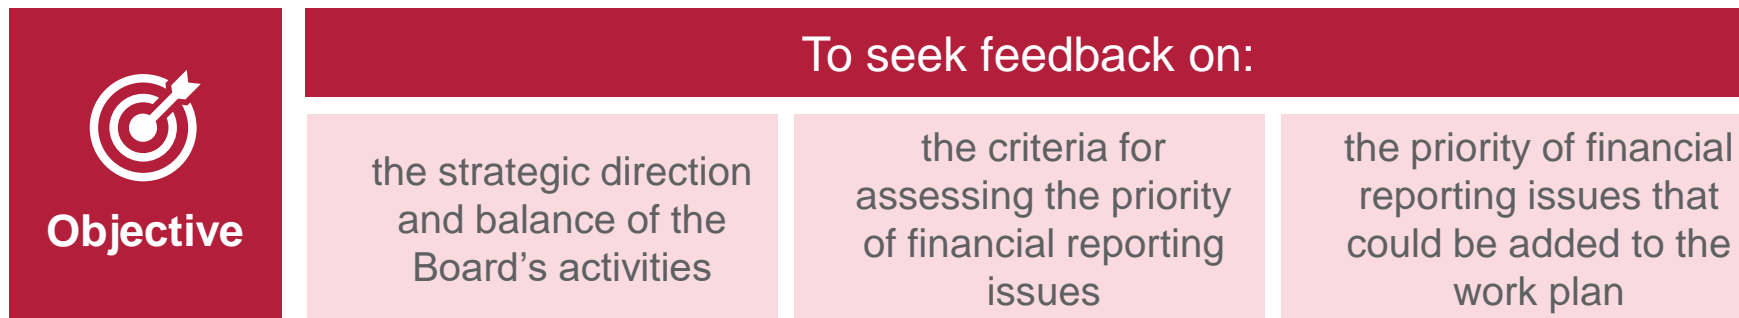 Objective
To seek feedback on:
the strategic direction
and balance of the
Board’s activities
the criteria for
assessing the priority
of financial reporting
issues
the priority of financial
reporting issues that
could be added to the
work plan